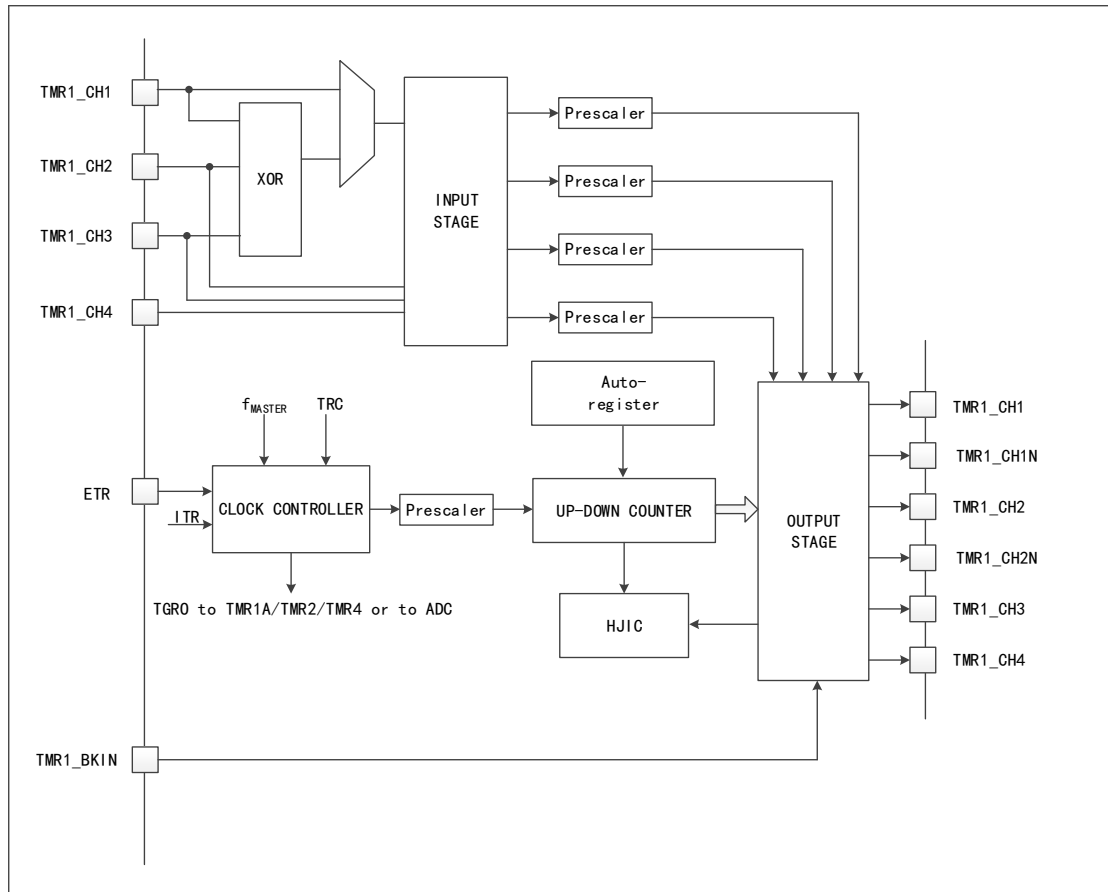 TMR1_CH1
TMR1_CH2
TMR1_CH3
TMR1_CH4
XOR
INPUT
STAGE
Prescaler
Prescaler
Prescaler
Prescaler
Auto-
register
fMASTER
TRC
ETR
ITR
CLOCK CONTROLLER
Prescaler
UP-DOWN COUNTER
OUTPUT
STAGE
TGRO to TMR1A/TMR2/TMR4 or to ADC
HJIC
TMR1_CH1
TMR1_CH1N
TMR1_CH2
TMR1_CH2N
TMR1_CH3
TMR1_CH4
TMR1_BKIN